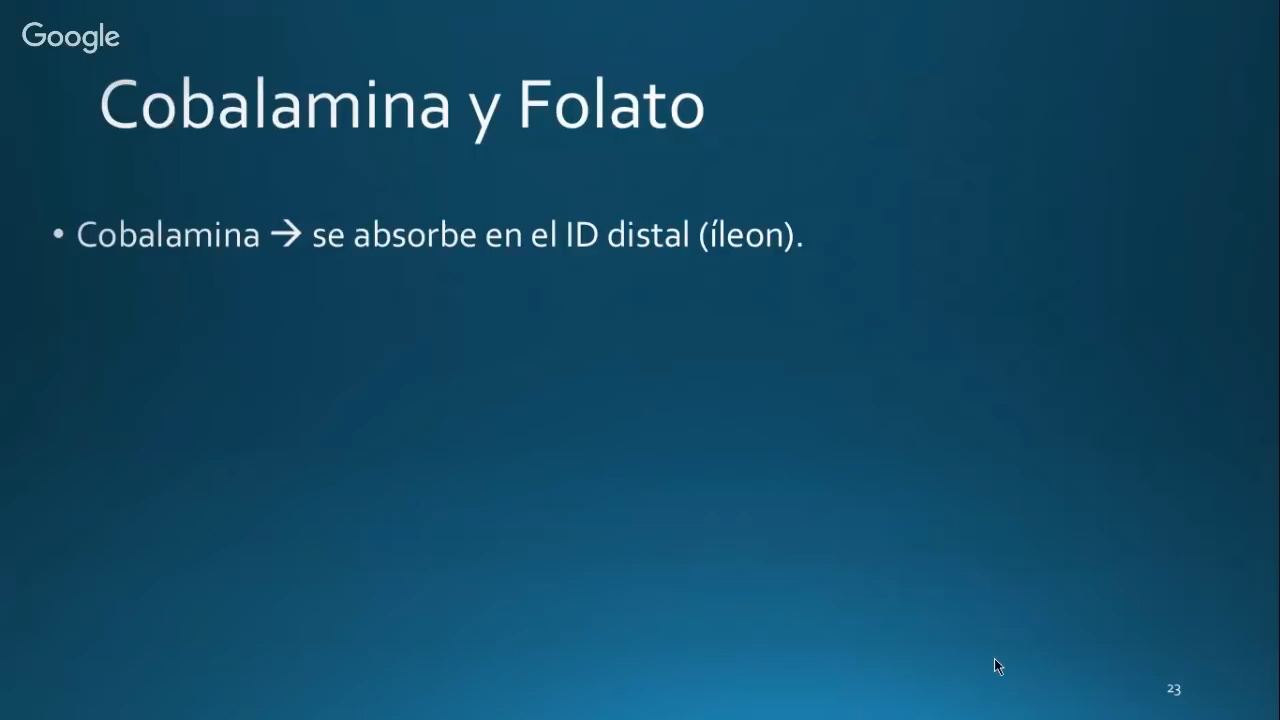 Google
Cobalamina y Folato
• Cobalamina → se absorbe en el ID distal (íleon).
23